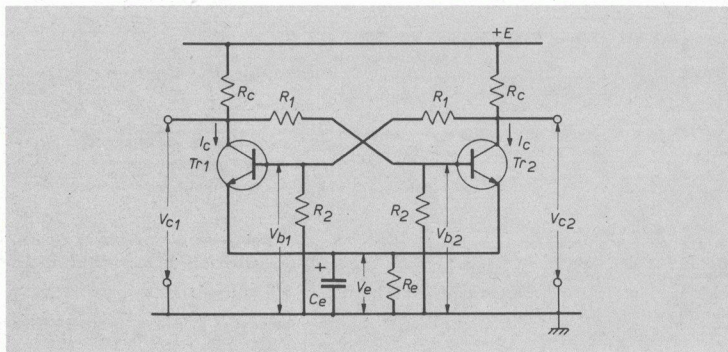 +E
Rc
R1
R1
Rc
Ic
Ic
Tr1
Tr2
Vc1
R2
R2
Vc2
Vb1
Vb2
+
Ce
Ve
Re